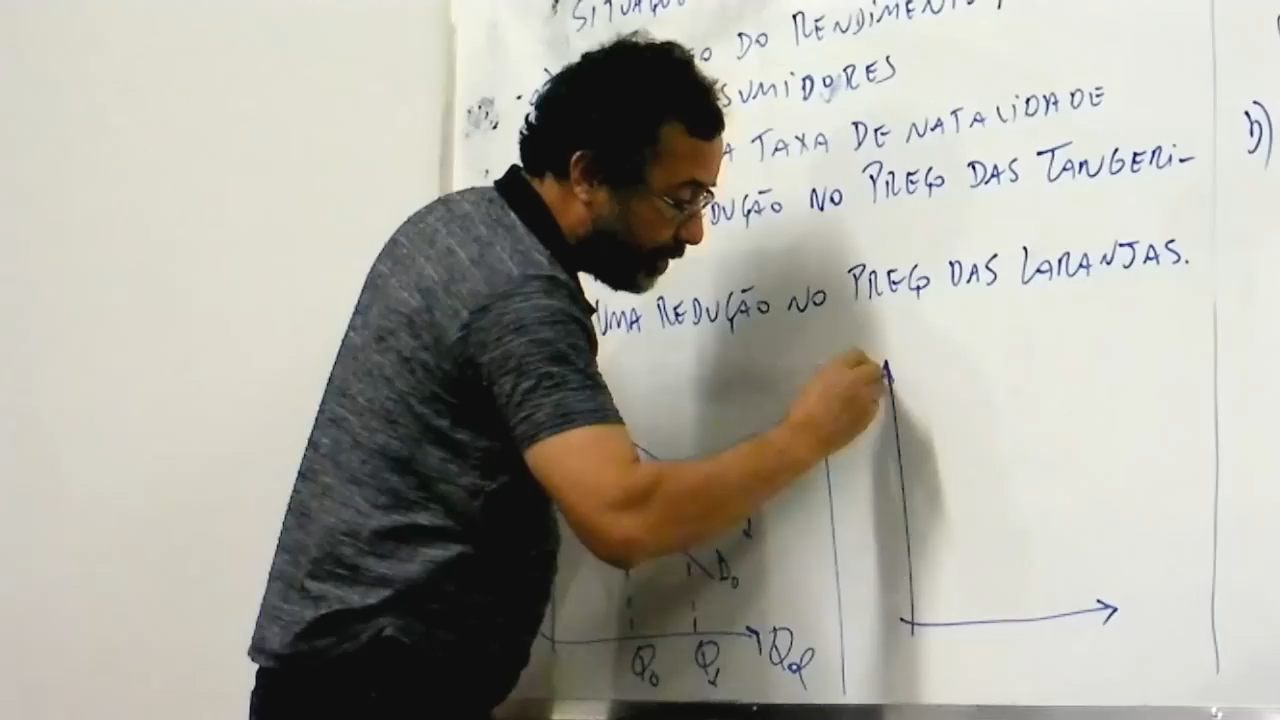 SITUAÇÃO
DO RENDIMENTO
SUMIDORES
A TAXA DE NATALIDADE
DUÇÃO NO PREÇO DAS TANGERI-
UMA REDUÇÃO NO PREÇO DAS LARANJAS.
b)
D₀
Q₀ Q₁ Qd